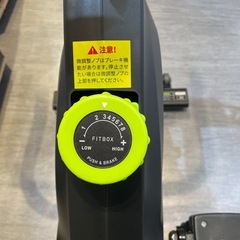 注意!
微調整ノブはブレーキ機
能があります。停止させ
たい場合は微調整ノブの
上部を押してください。
1 2 3 4 5 6 7 8
- FITBOX +
LOW HIGH
PUSH & BRAKE